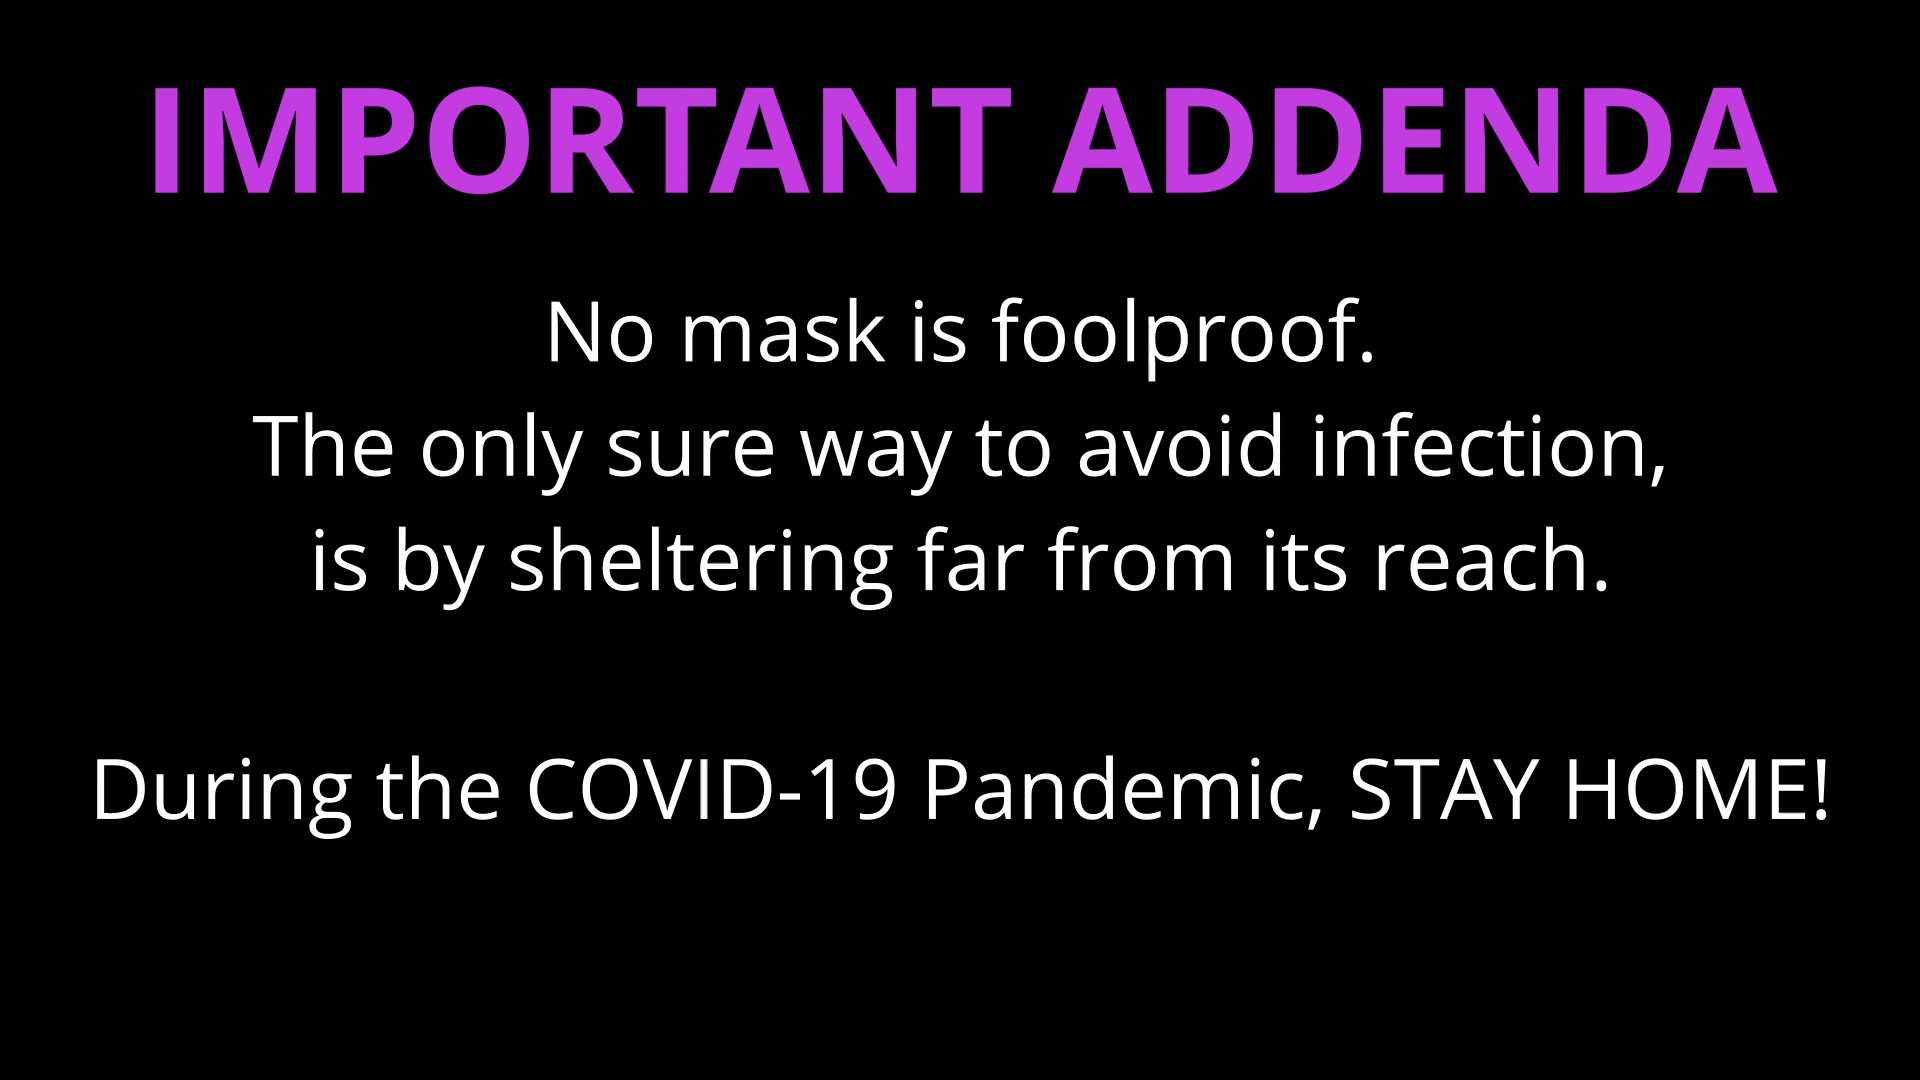 IMPORTANT ADDENDA
No mask is foolproof.
The only sure way to avoid infection,
is by sheltering far from its reach.
During the COVID-19 Pandemic, STAY HOME!